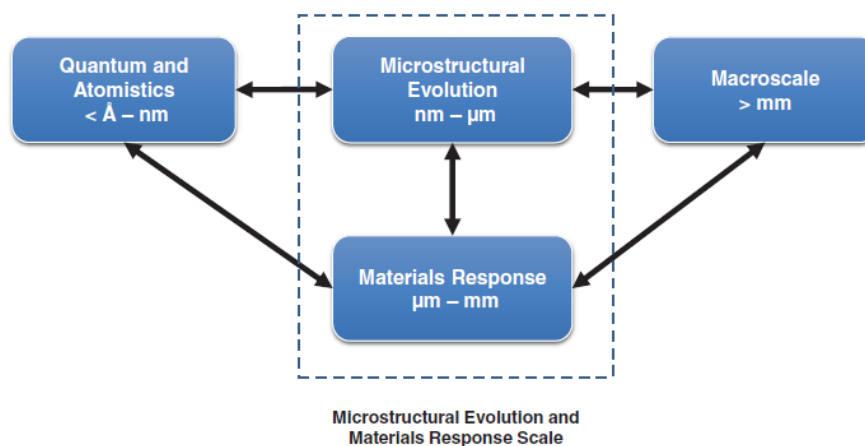 Quantum and
Atomistics
< Å – nm
Microstructural
Evolution
nm – µm
Macroscale
> mm
Materials Response
µm – mm
Microstructural Evolution and
Materials Response Scale